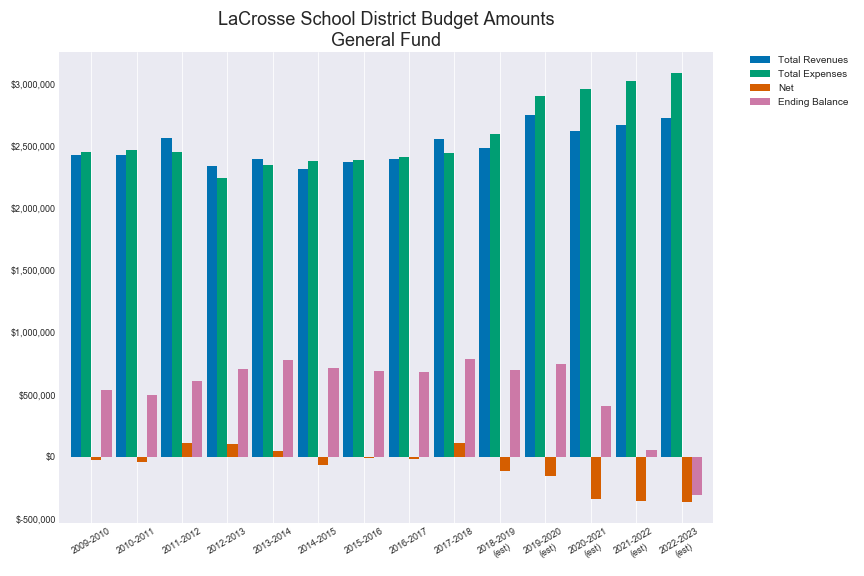 LaCrosse School District Budget Amounts
General Fund
Total Revenues
Total Expenses
Net
Ending Balance
$3,000,000
$2,500,000
$2,000,000
$1,500,000
$1,000,000
$500,000
$0
$-500,000
2009-2010
2010-2011
2011-2012
2012-2013
2013-2014
2014-2015
2015-2016
2016-2017
2017-2018
2018-2019
(est)
2019-2020
(est)
2020-2021
(est)
2021-2022
(est)
2022-2023
(est)